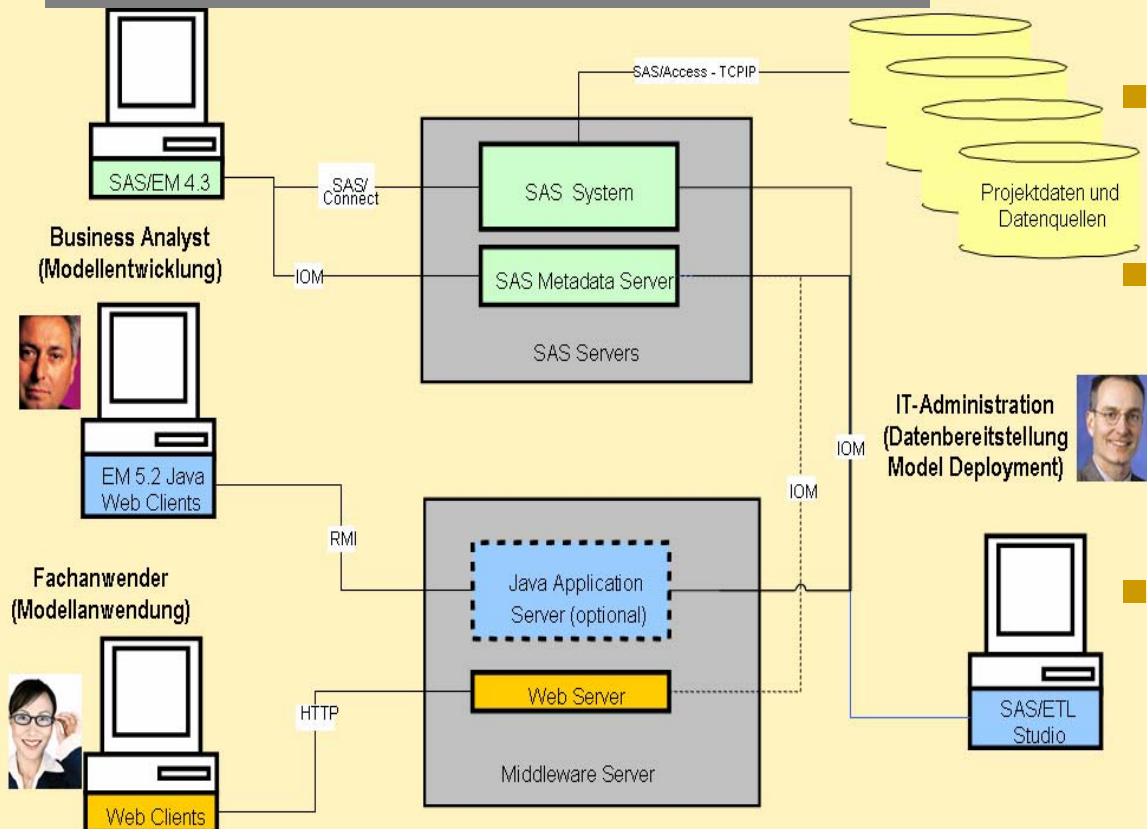 SAS/Access - TCPIP
SAS/EM 4.3
SAS/
Connect
SAS System
Projektdaten und
Datenquellen
Business Analyst
(Modellentwicklung)
IOM
SAS Metadata Server
SAS Servers
IT-Administration
(Datenbereitstellung
Model Deployment)
IOM
EM 5.2 Java
Web Clients
IOM
RMI
Java Application
Server (optional)
Fachanwender
(Modellanwendung)
Web Server
HTTP
SAS/ETL
Studio
Middleware Server
Web Clients